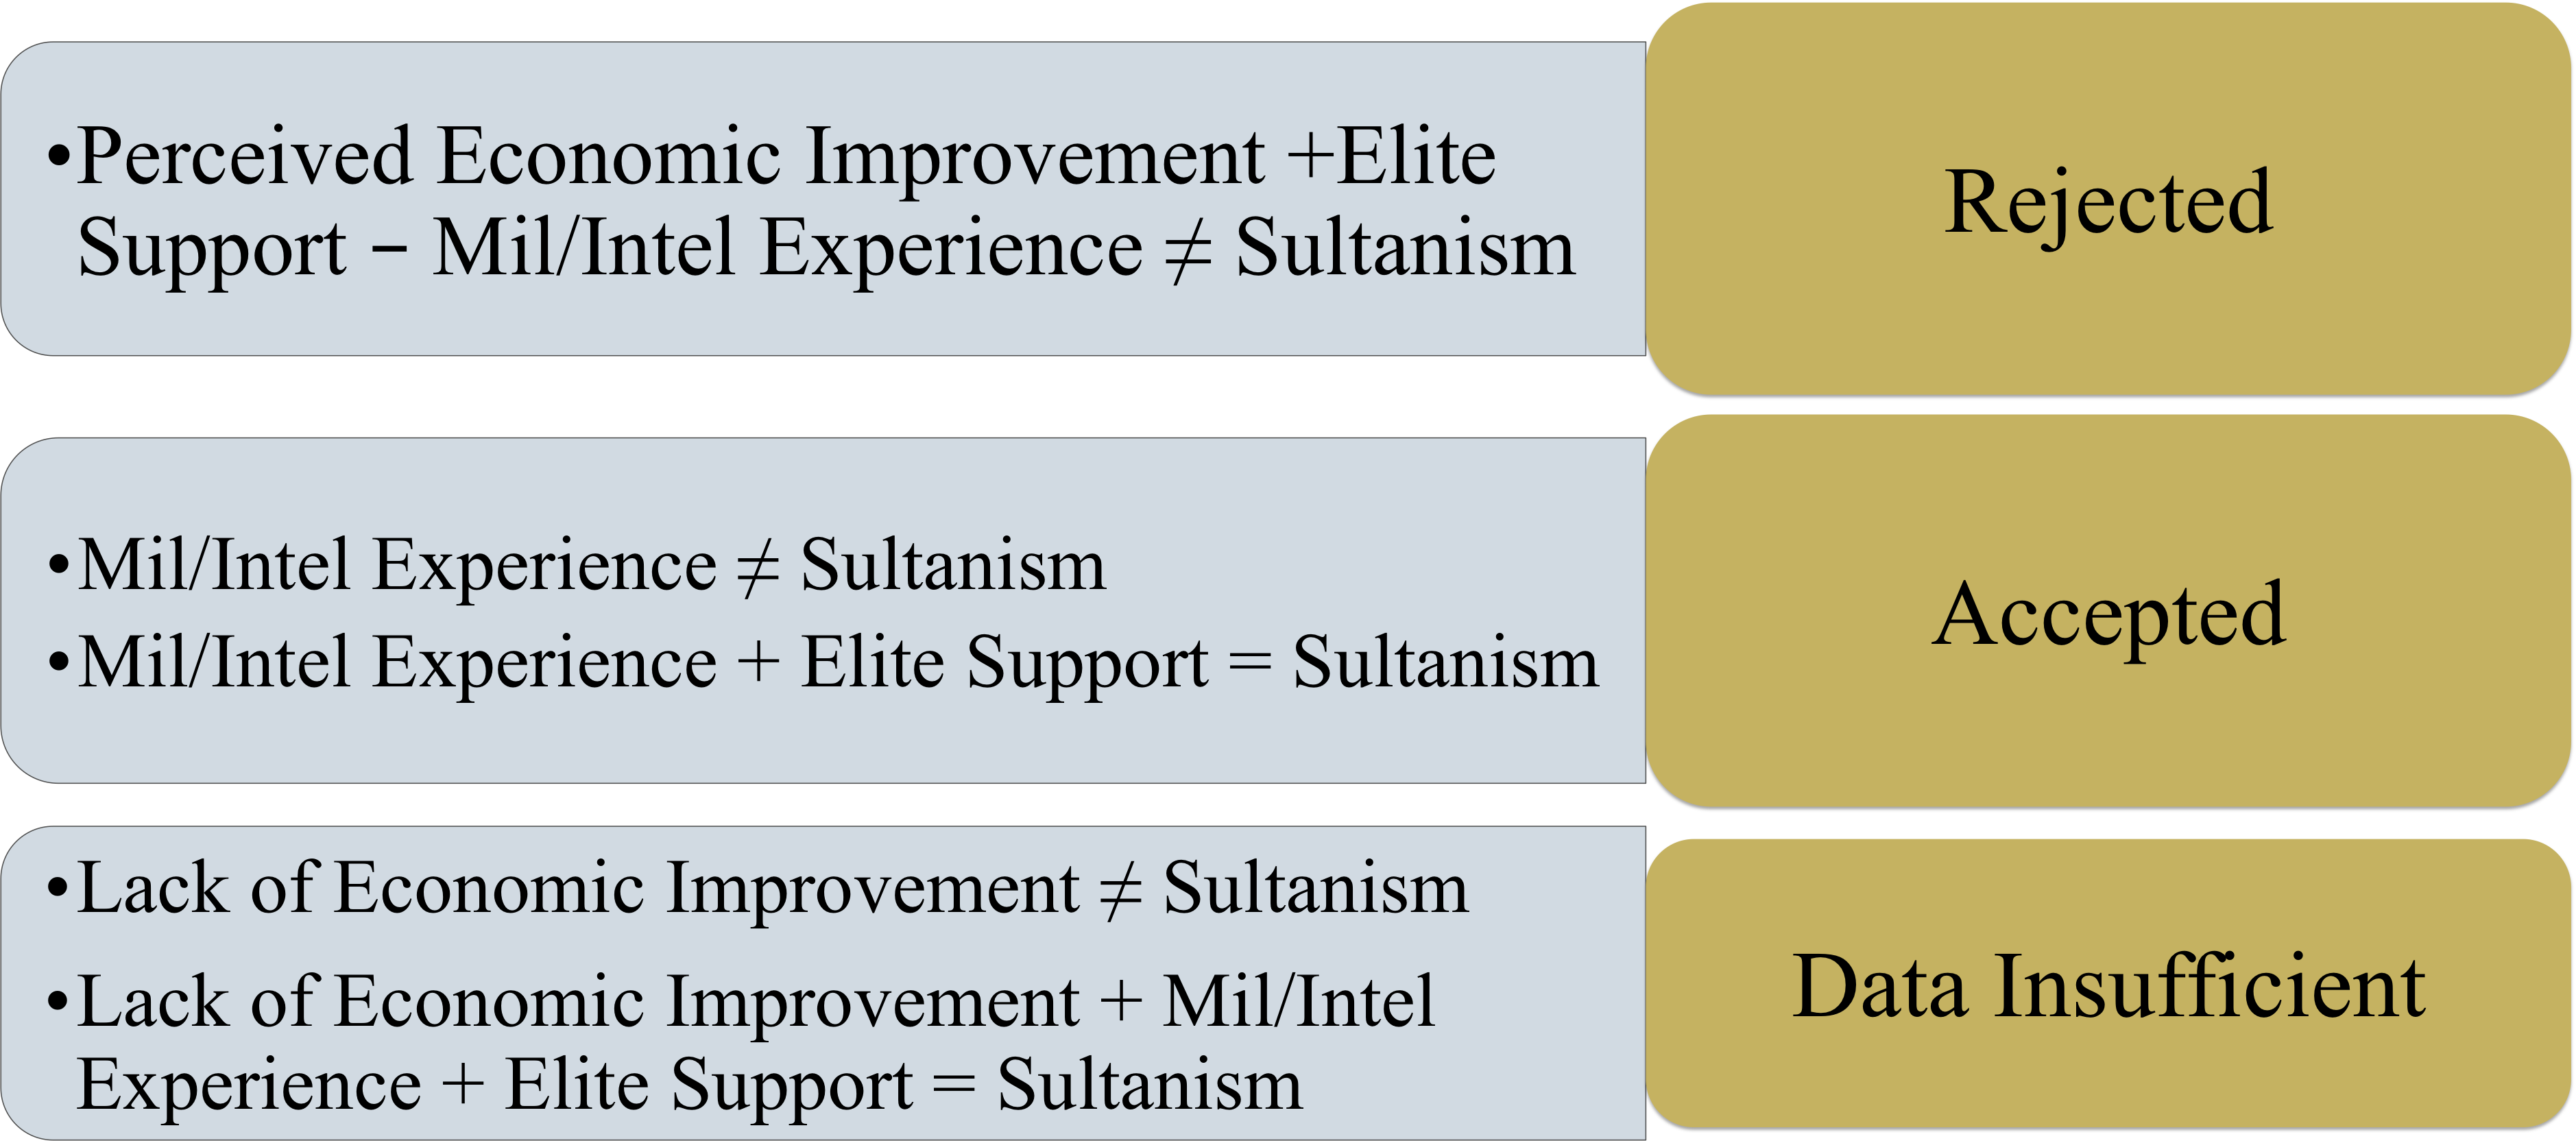 •Perceived Economic Improvement +Elite
Support – Mil/Intel Experience ≠ Sultanism
Rejected
•Mil/Intel Experience ≠ Sultanism
•Mil/Intel Experience + Elite Support = Sultanism
Accepted
•Lack of Economic Improvement ≠ Sultanism
•Lack of Economic Improvement + Mil/Intel
Experience + Elite Support = Sultanism
Data Insufficient